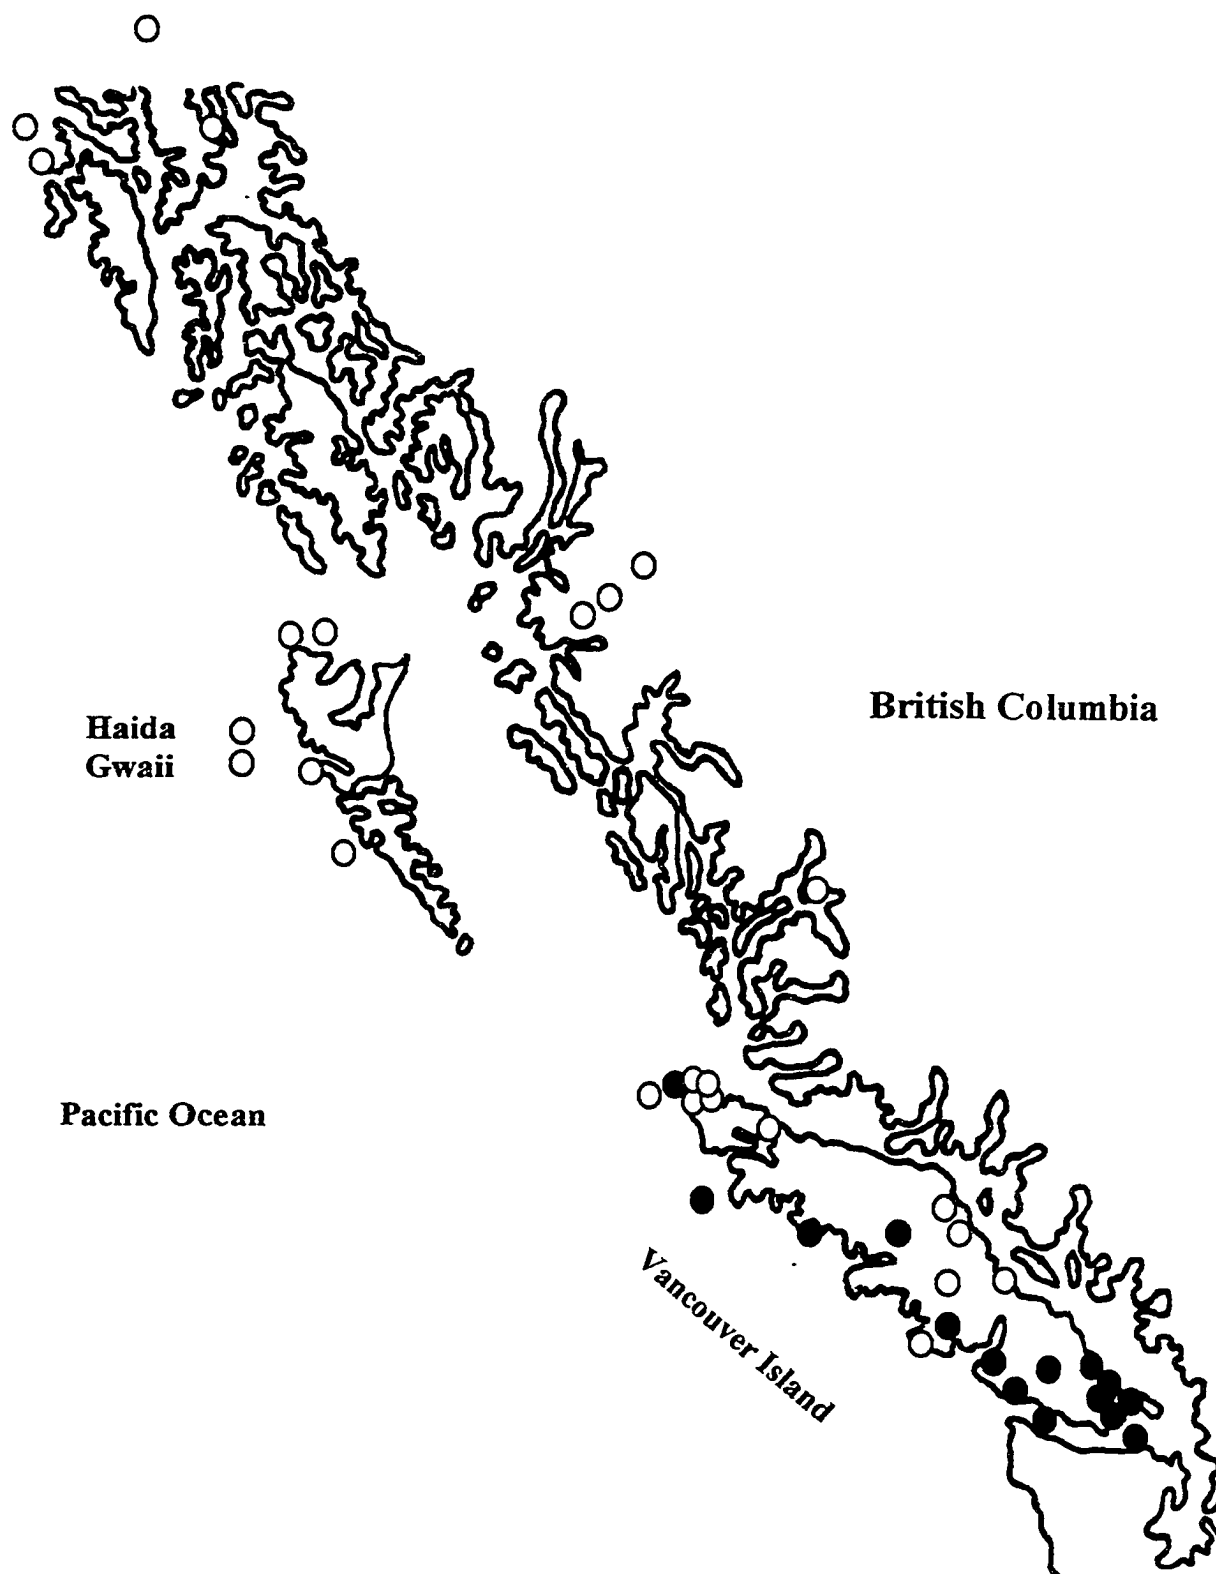 British Columbia
Haida
Gwaii
Pacific Ocean
Vancouver Island